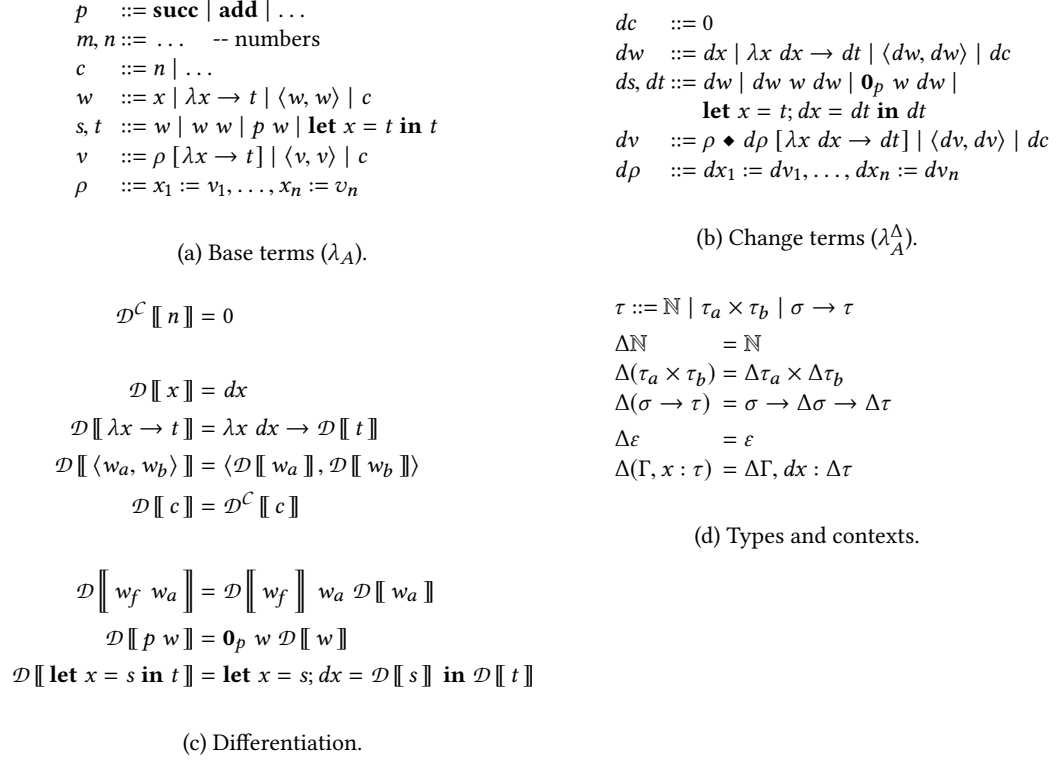 p ::= succ | add | . . .
m, n ::= . . . -- numbers
c ::= n | . . .
w ::= x | λx → t | ⟨w, w⟩ | c
s, t ::= w | w w | p w | let x = t in t
v ::= ρ [λx → t] | ⟨v, v⟩ | c
ρ ::= x₁ := v₁, . . . , xₙ := vₙ
(a) Base terms (λ_A).
dc ::= 0
dw ::= dx | λx dx → dt | ⟨dw, dw⟩ | dc
ds, dt ::= dw | dw w dw | 0ₚ w dw |
let x = t; dx = dt in dt
dv ::= ρ ◆ dρ [λx dx → dt] | ⟨dv, dv⟩ | dc
dρ ::= dx₁ := dv₁, . . . , dxₙ := dvₙ
(b) Change terms (λ_A^Δ).
𝒟^𝒞 ⟦ n ⟧ = 0
𝒟⟦ x ⟧ = dx
𝒟⟦ λx → t ⟧ = λx dx → 𝒟⟦ t ⟧
𝒟⟦ ⟨w_a, w_b⟩ ⟧ = ⟨𝒟⟦ w_a ⟧, 𝒟⟦ w_b ⟧⟩
𝒟⟦ c ⟧ = 𝒟^𝒞 ⟦ c ⟧
𝒟⟦ w_f w_a ⟧ = 𝒟⟦ w_f ⟧ w_a 𝒟⟦ w_a ⟧
𝒟⟦ p w ⟧ = 0ₚ w 𝒟⟦ w ⟧
𝒟⟦ let x = s in t ⟧ = let x = s; dx = 𝒟⟦ s ⟧ in 𝒟⟦ t ⟧
(c) Differentiation.
τ ::= ℕ | τ_a × τ_b | σ → τ
Δℕ = ℕ
Δ(τ_a × τ_b) = Δτ_a × Δτ_b
Δ(σ → τ) = σ → Δσ → Δτ
Δε = ε
Δ(Γ, x : τ) = ΔΓ, dx : Δτ
(d) Types and contexts.